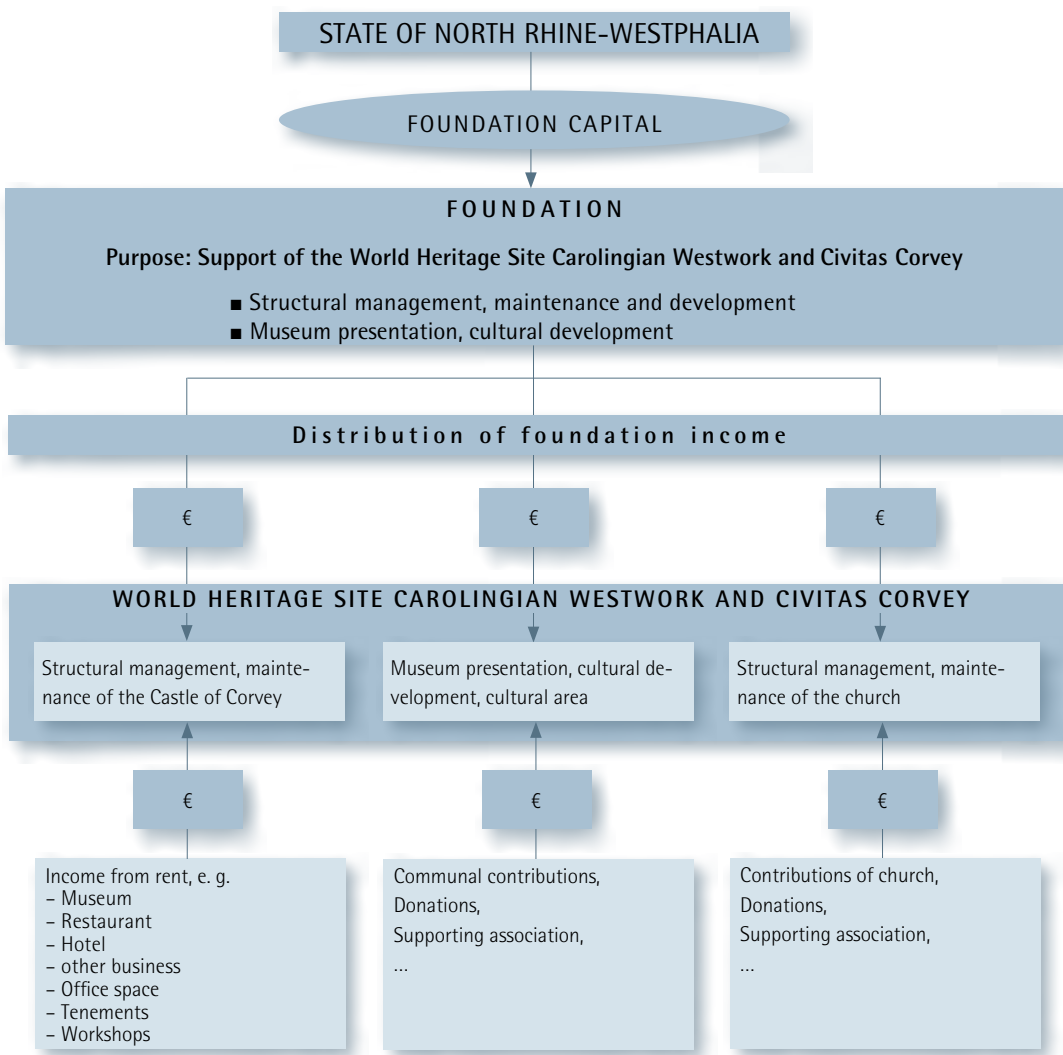 STATE OF NORTH RHINE-WESTPHALIA
FOUNDATION CAPITAL
FOUNDATION
Purpose: Support of the World Heritage Site Carolingian Westwork and Civitas Corvey
■ Structural management, maintenance and development
■ Museum presentation, cultural development
Distribution of foundation income
€
€
€
WORLD HERITAGE SITE CAROLINGIAN WESTWORK AND CIVITAS CORVEY
Structural management, mainte-
nance of the Castle of Corvey
Museum presentation, cultural de-
velopment, cultural area
Structural management, mainte-
nance of the church
€
€
€
Income from rent, e. g.
– Museum
– Restaurant
– Hotel
– other business
– Office space
– Tenements
– Workshops
Communal contributions,
Donations,
Supporting association,
...
Contributions of church,
Donations,
Supporting association,
...